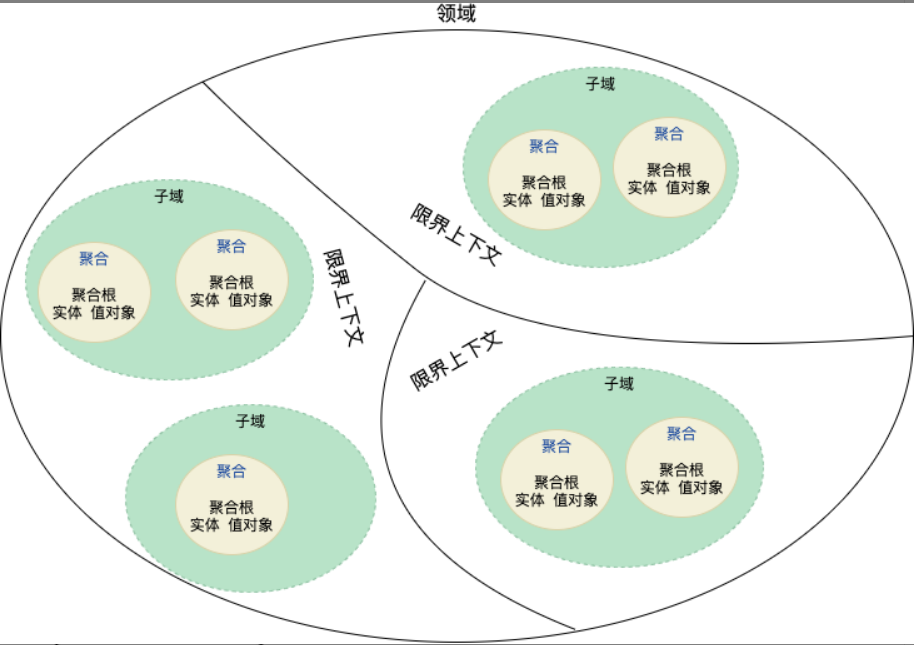 领域
子域
聚合
聚合根
实体 值对象
聚合
聚合根
实体 值对象
限界上下文
子域
聚合
聚合根
实体 值对象
聚合
聚合根
实体 值对象
限界上下文
限界上下文
子域
聚合
聚合根
实体 值对象
聚合
聚合根
实体 值对象
子域
聚合
聚合根
实体 值对象